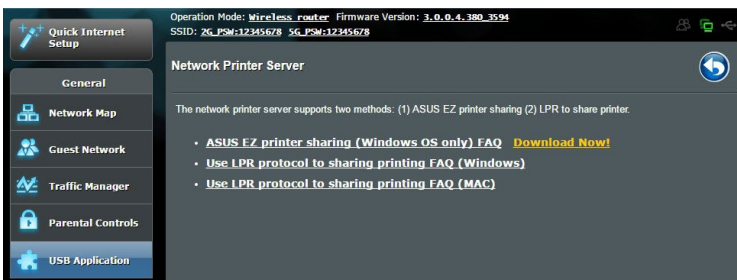 Quick Internet
Setup
General
Network Map
Guest Network
Traffic Manager
Parental Controls
USB Application
Operation Mode: Wireless router Firmware Version: 3.0.0.4.380_3594
SSID: 2G_PSW:12345678 5G_PSW:12345678
Network Printer Server
The network printer server supports two methods: (1) ASUS EZ printer sharing (2) LPR to share printer.
ASUS EZ printer sharing (Windows OS only) FAQ Download Now!
Use LPR protocol to sharing printing FAQ (Windows)
Use LPR protocol to sharing printing FAQ (MAC)